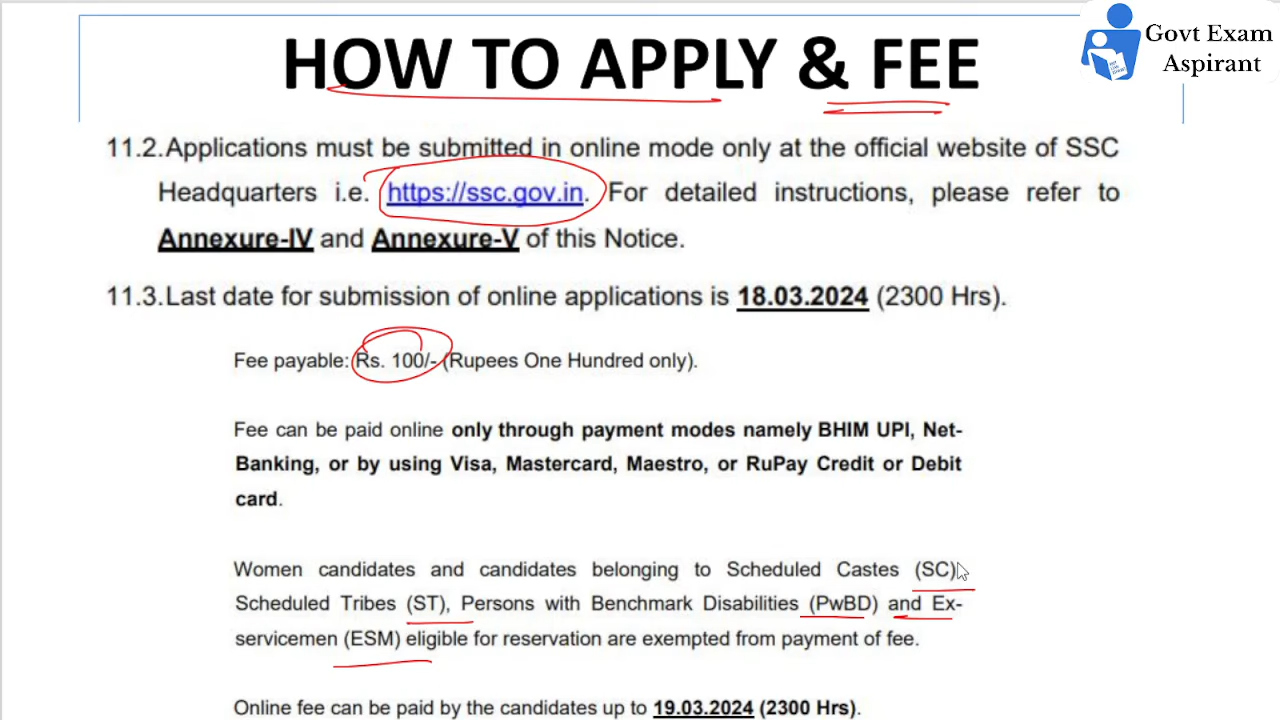 HOW TO APPLY & FEE
Govt Exam
Aspirant
11.2.Applications must be submitted in online mode only at the official website of SSC
Headquarters i.e. https://ssc.gov.in. For detailed instructions, please refer to
Annexure-IV and Annexure-V of this Notice.
11.3.Last date for submission of online applications is 18.03.2024 (2300 Hrs).
Fee payable: Rs. 100/- (Rupees One Hundred only).
Fee can be paid online only through payment modes namely BHIM UPI, Net-
Banking, or by using Visa, Mastercard, Maestro, or RuPay Credit or Debit
card.
Women candidates and candidates belonging to Scheduled Castes (SC),
Scheduled Tribes (ST), Persons with Benchmark Disabilities (PwBD) and Ex-
servicemen (ESM) eligible for reservation are exempted from payment of fee.
Online fee can be paid by the candidates up to 19.03.2024 (2300 Hrs).